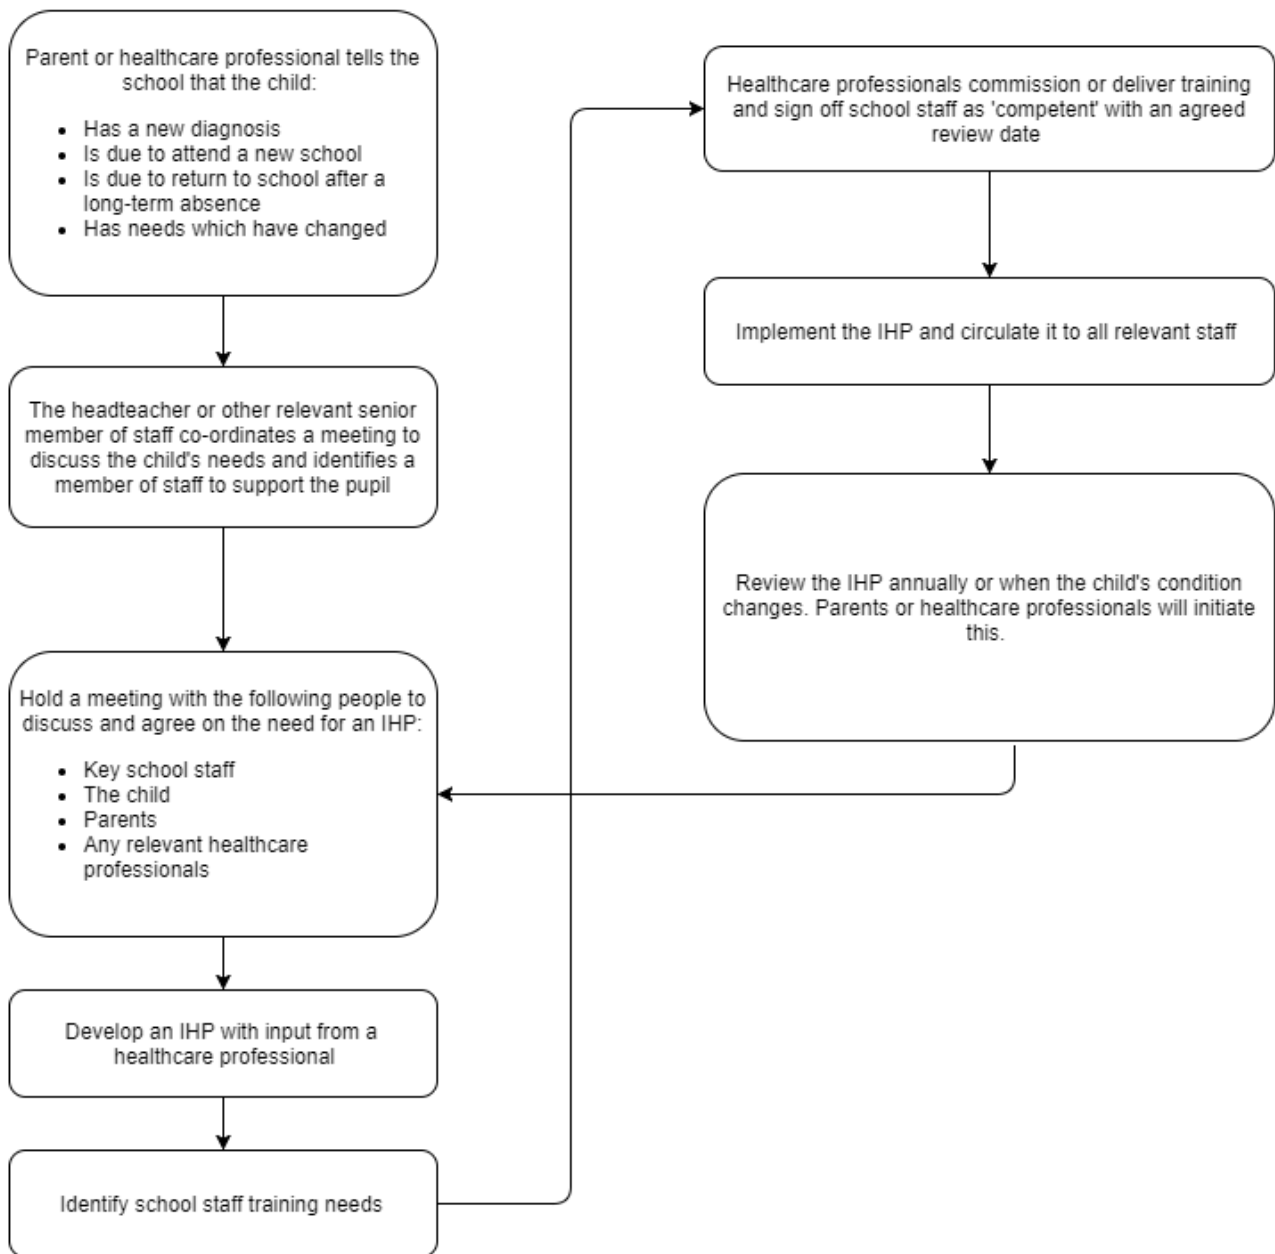 Parent or healthcare professional tells the
school that the child:
• Has a new diagnosis
• Is due to attend a new school
• Is due to return to school after a
long-term absence
• Has needs which have changed
The headteacher or other relevant senior
member of staff co-ordinates a meeting to
discuss the child's needs and identifies a
member of staff to support the pupil
Hold a meeting with the following people to
discuss and agree on the need for an IHP:
• Key school staff
• The child
• Parents
• Any relevant healthcare
professionals
Develop an IHP with input from a
healthcare professional
Identify school staff training needs
Healthcare professionals commission or deliver training
and sign off school staff as 'competent' with an agreed
review date
Implement the IHP and circulate it to all relevant staff
Review the IHP annually or when the child's condition
changes. Parents or healthcare professionals will initiate
this.